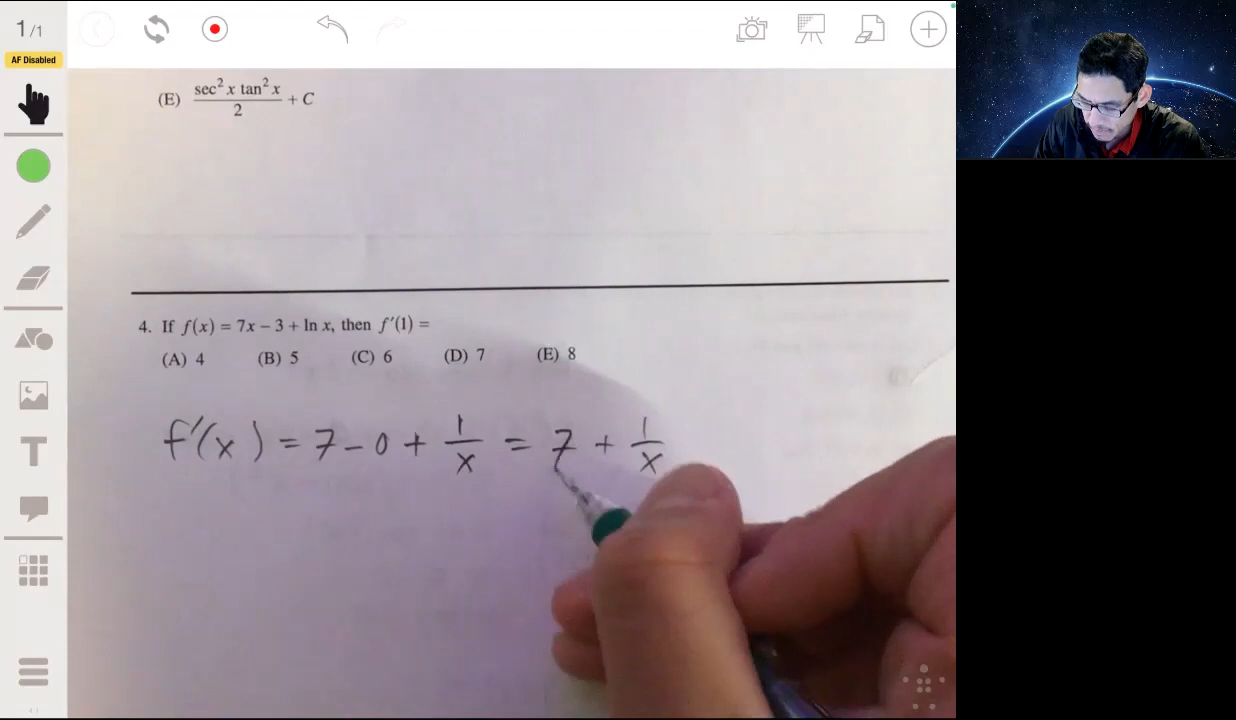 1/1
AF Disabled
(E) sec² x tan² x / 2 + C
4. If f(x) = 7x − 3 + ln x, then f′(1) =
(A) 4 (B) 5 (C) 6 (D) 7 (E) 8
f′(x) = 7 − 0 + 1/x = 7 + 1/x
T